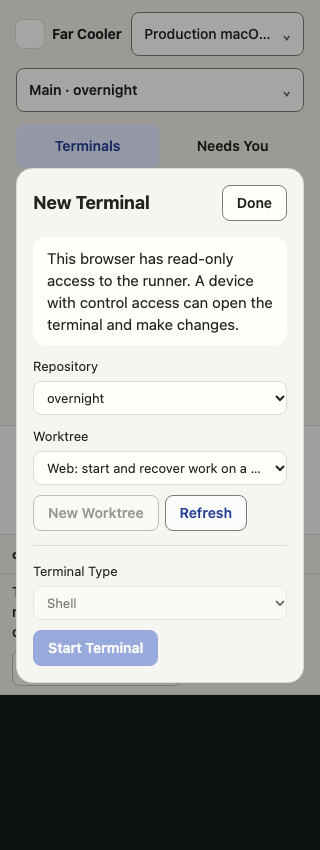 Far Cooler
Production macO...
Main · overnight
Terminals
Needs You
New Terminal
Done
This browser has read-only
access to the runner. A device
with control access can open the
terminal and make changes.
Repository
overnight
Worktree
Web: start and recover work on a ...
New Worktree
Refresh
Terminal Type
Shell
Start Terminal